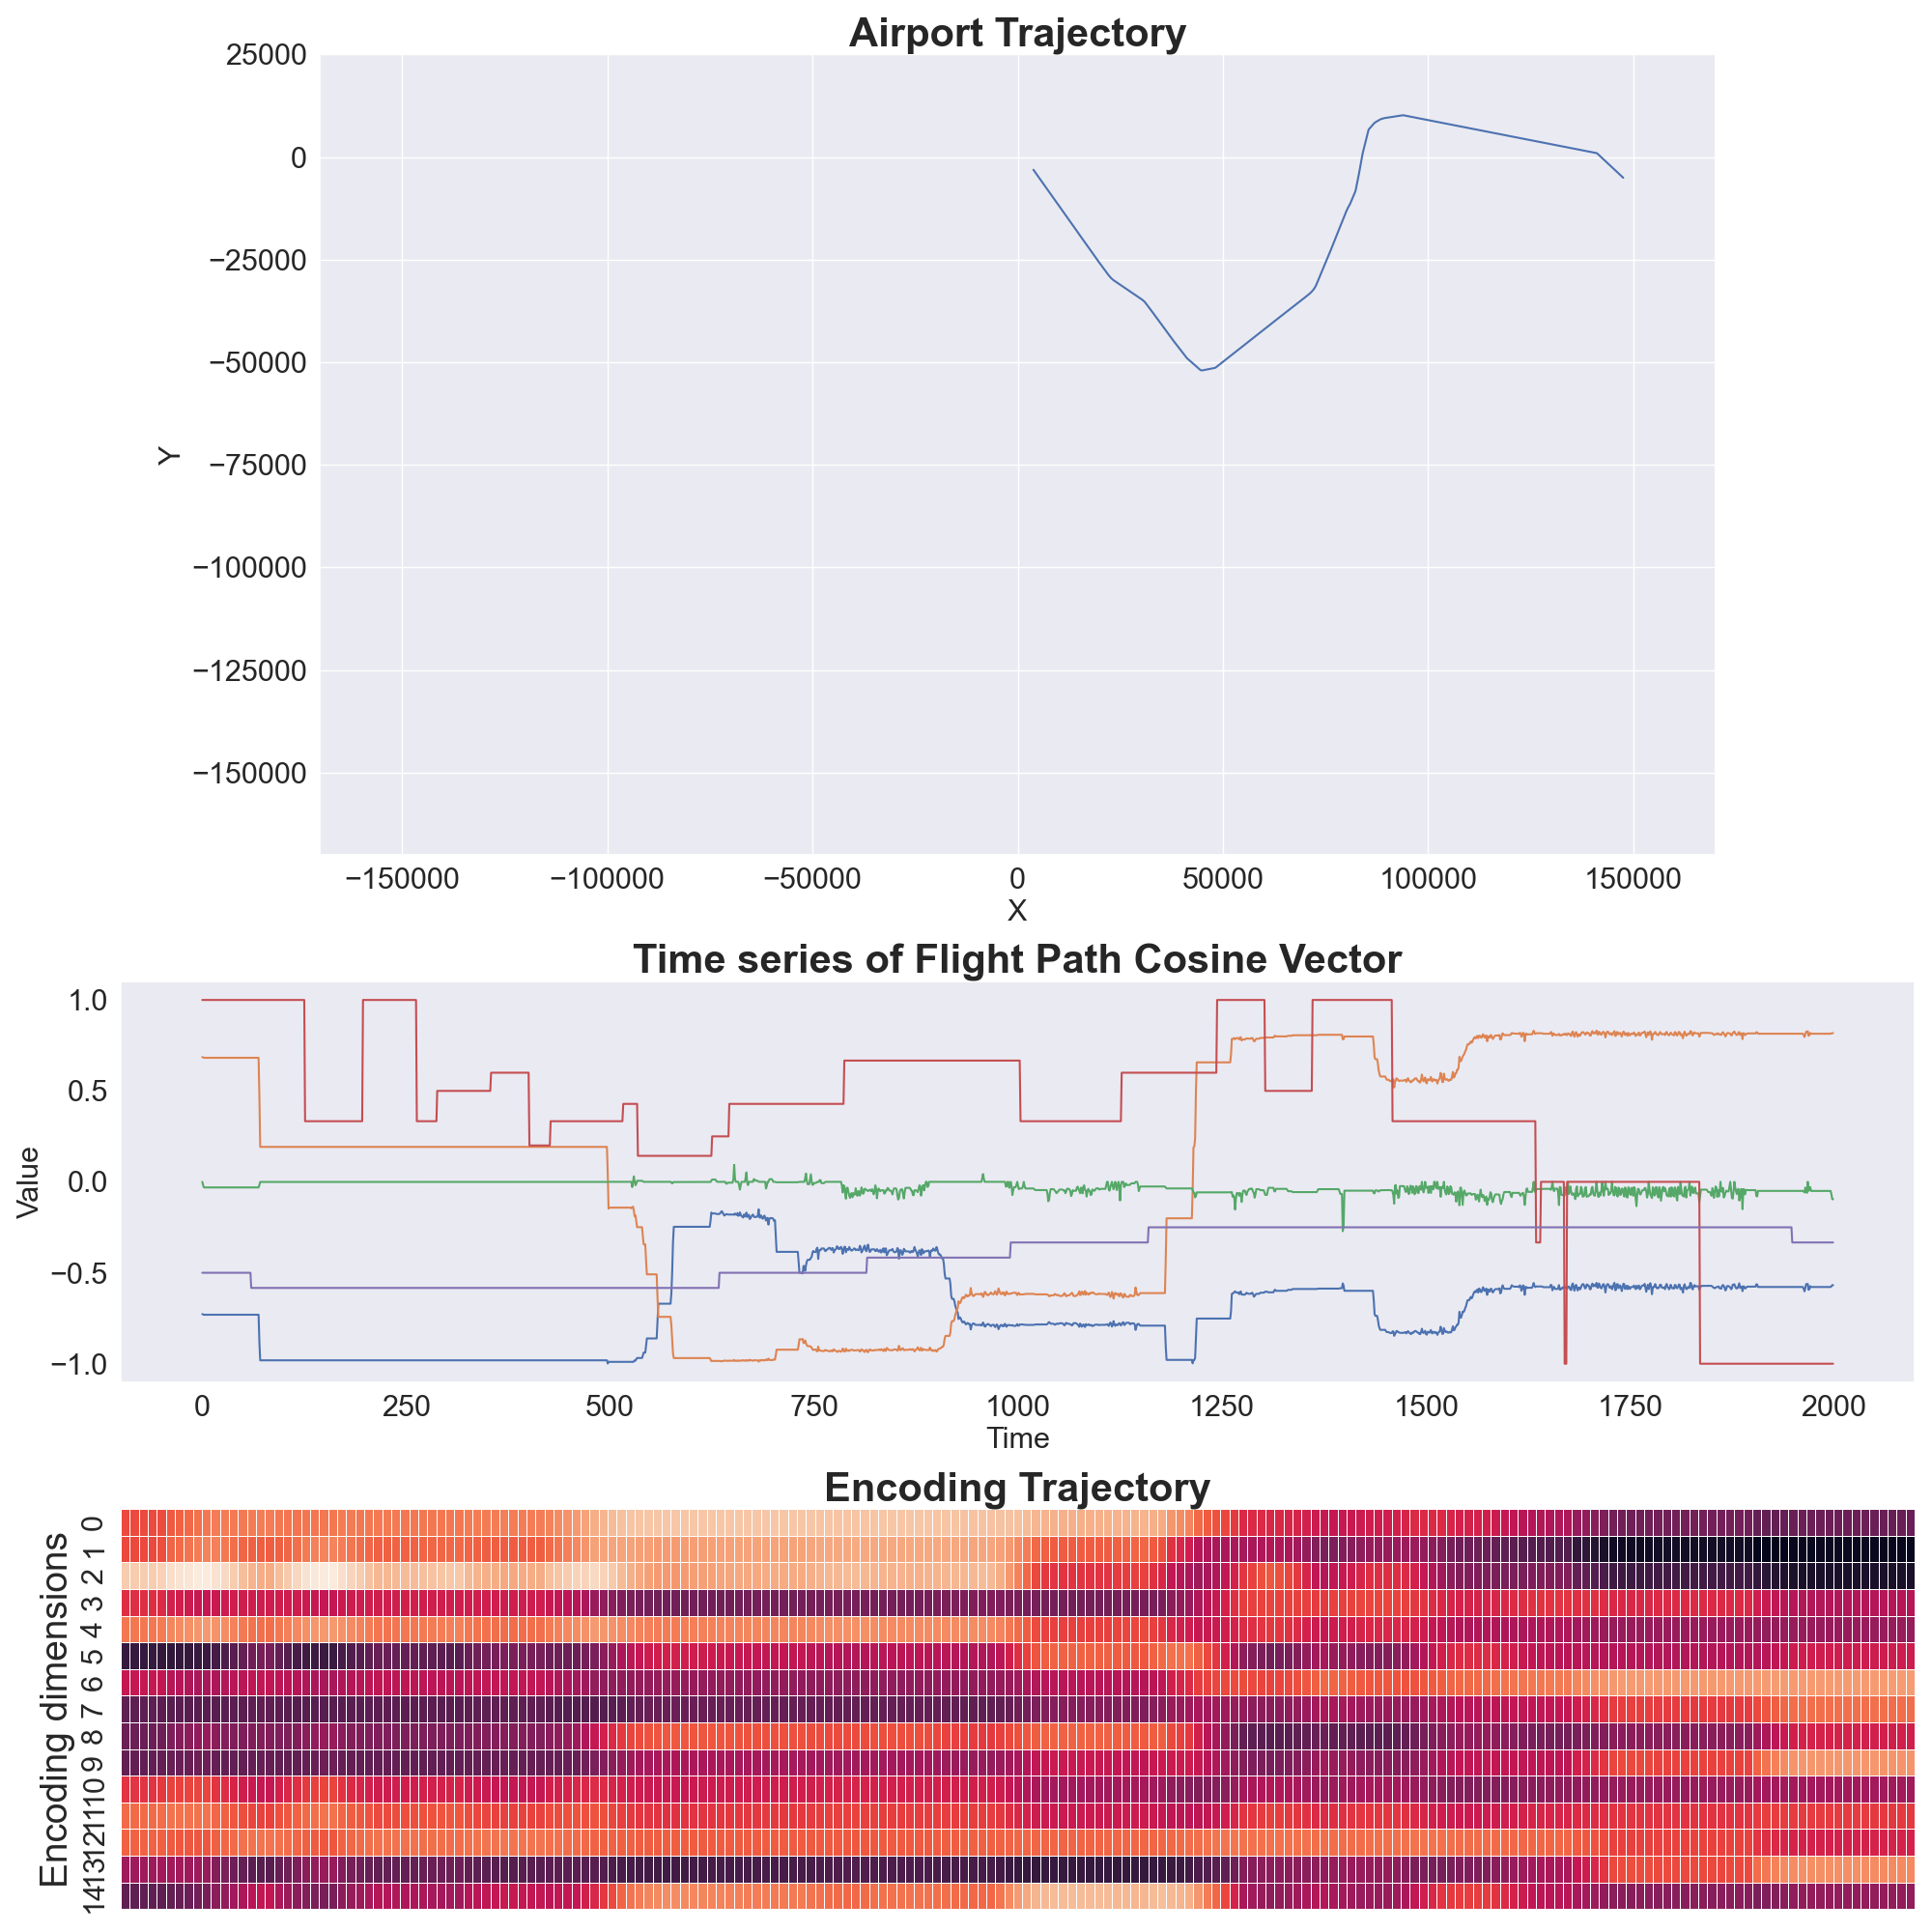 Airport Trajectory
25000
0
−25000
−50000
−75000
−100000
−125000
−150000
Y
−150000 −100000 −50000 0 50000 100000 150000
X
Time series of Flight Path Cosine Vector
1.0
0.5
0.0
−0.5
−1.0
Value
0 250 500 750 1000 1250 1500 1750 2000
Time
Encoding Trajectory
Encoding dimensions
0
1
2
3
4
5
6
7
8
9
10
11
12
13
14